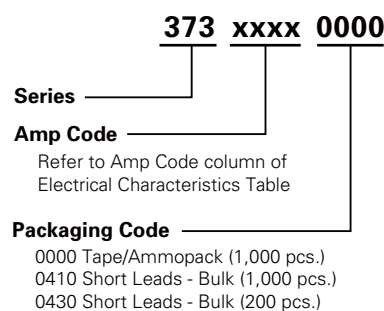 373 xxxx 0000
Series
Amp Code
Refer to Amp Code column of
Electrical Characteristics Table
Packaging Code
0000 Tape/Ammopack (1,000 pcs.)
0410 Short Leads - Bulk (1,000 pcs.)
0430 Short Leads - Bulk (200 pcs.)